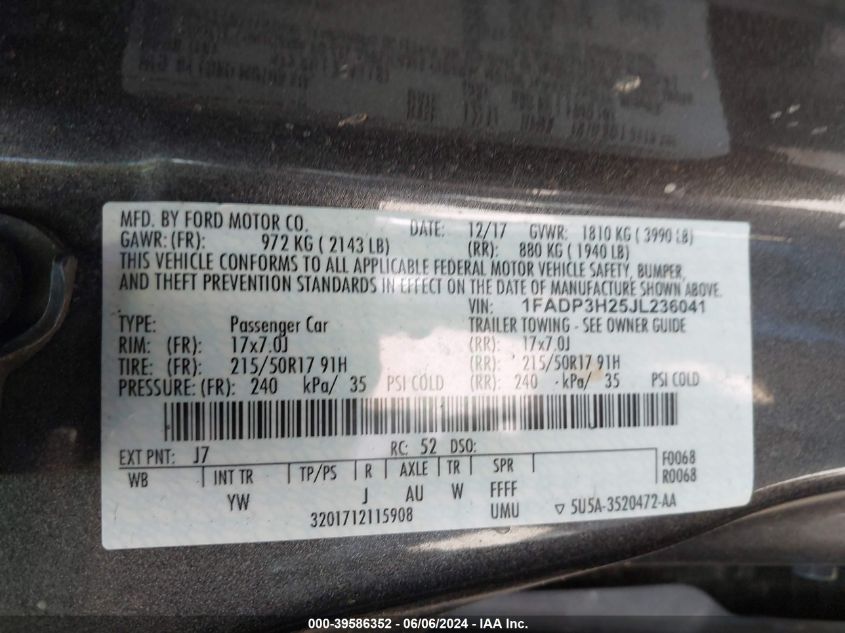 MFD. BY FORD MOTOR CO. DATE: 12/17 GVWR: 1810 KG ( 3990 LB)
GAWR: (FR): 972 KG ( 2143 LB) (RR): 880 KG ( 1940 LB)
THIS VEHICLE CONFORMS TO ALL APPLICABLE FEDERAL MOTOR VEHICLE SAFETY, BUMPER,
AND THEFT PREVENTION STANDARDS IN EFFECT ON THE DATE OF MANUFACTURE SHOWN ABOVE.
VIN: 1FADP3H25JL236041
TYPE: Passenger Car TRAILER TOWING - SEE OWNER GUIDE
RIM: (FR): 17x7.0J (RR): 17x7.0J
TIRE: (FR): 215/50R17 91H (RR): 215/50R17 91H
PRESSURE: (FR): 240 kPa/ 35 PSI COLD (RR): 240 kPa/ 35 PSI COLD
EXT PNT: J7 RC: 52 DSO: F0068
WB INT TR TP/PS R AXLE TR SPR R0068
YW J AU W FFFF
3201712115908 UMU ▽ 5U5A-3520472-AA
000-39586352 - 06/06/2024 - IAA Inc.